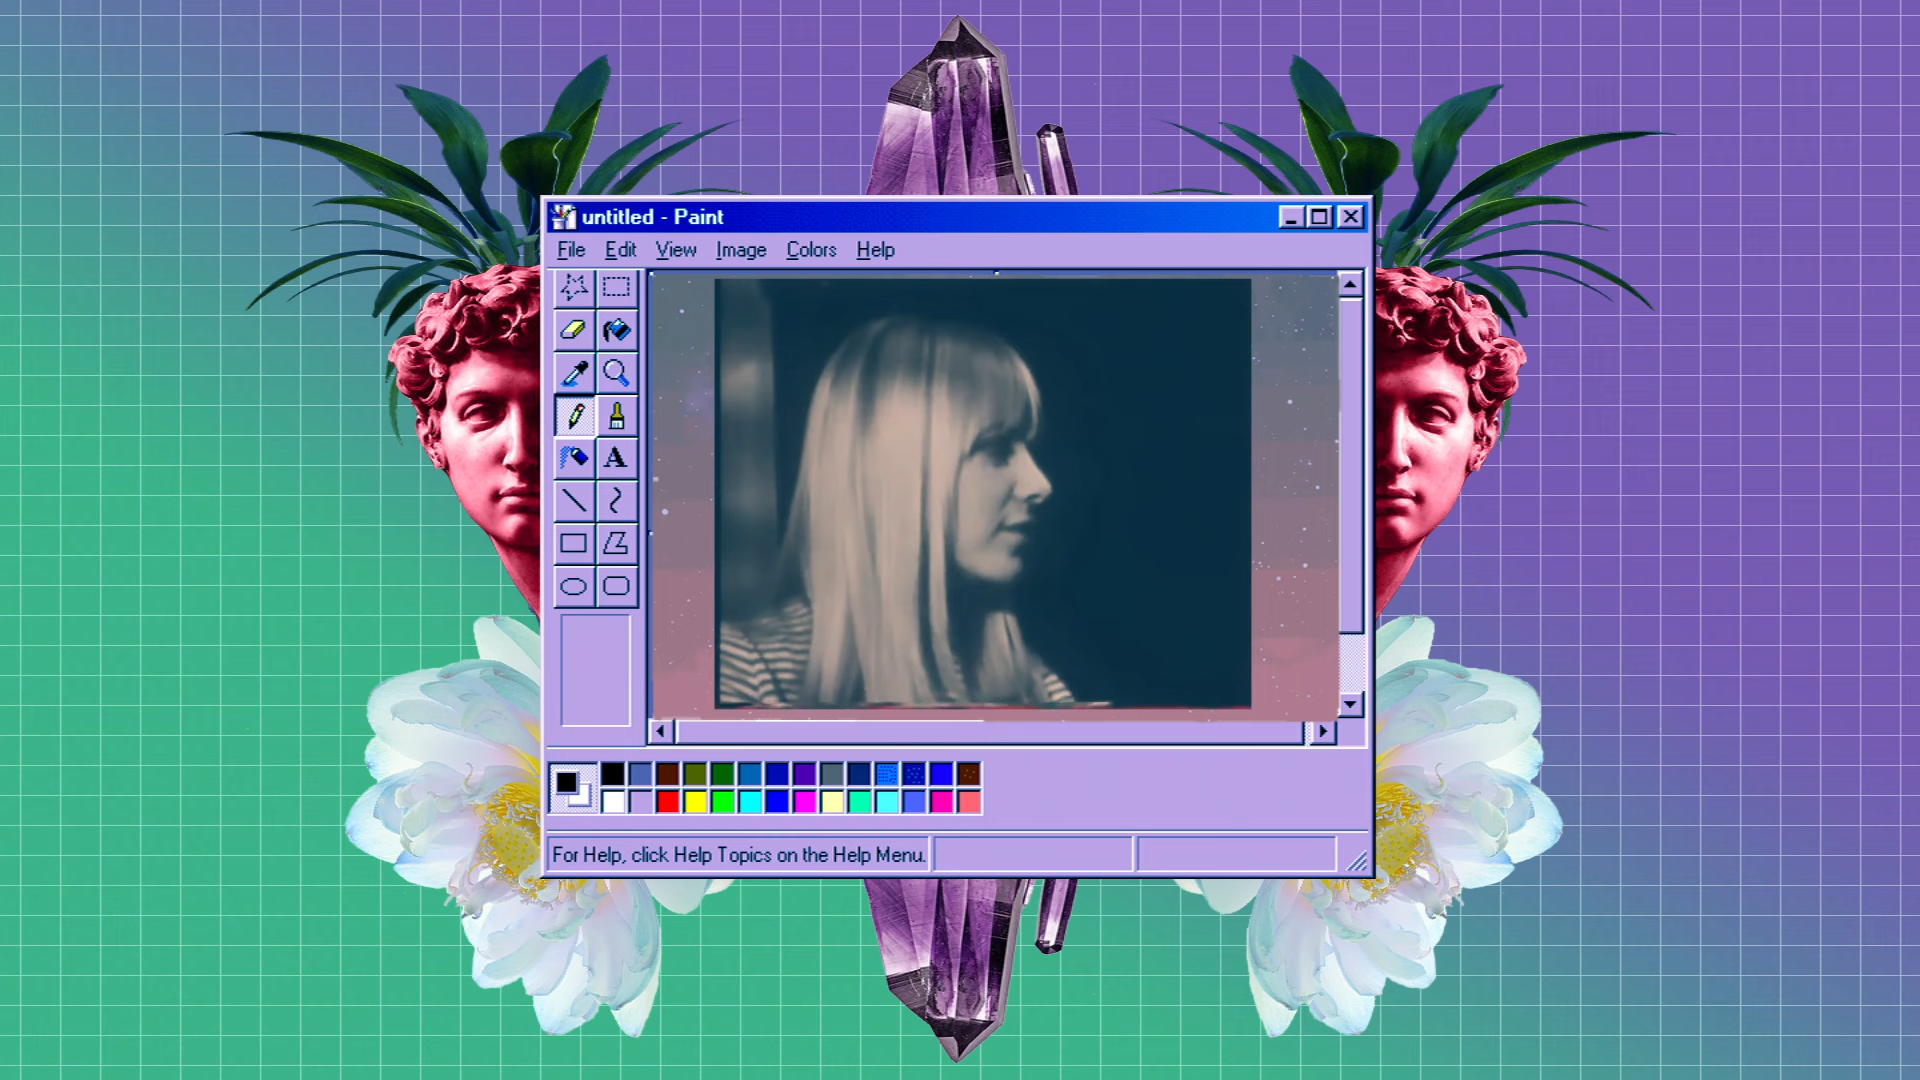 untitled - Paint
File Edit View Image Colors Help
A
For Help, click Help Topics on the Help Menu.